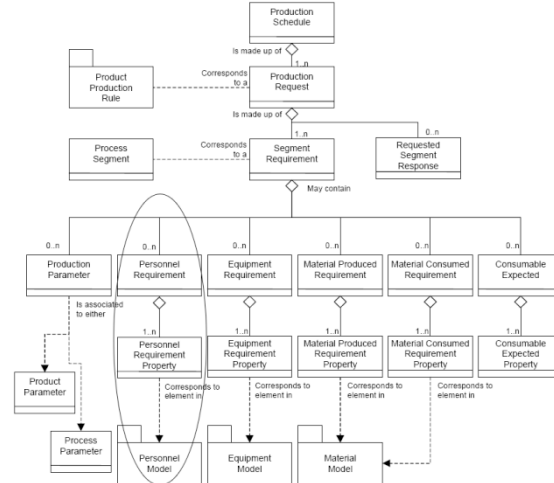 Production
Schedule
Is made up of
1..n
Product
Production
Rule
Corresponds
to a
Production
Request
Is made up of
1..n
0..n
Process
Segment
Corresponds
to a
Segment
Requirement
Requested
Segment
Response
May contain
0..n
0..n
0..n
0..n
0..n
0..n
Production
Parameter
Personnel
Requirement
Equipment
Requirement
Material Produced
Requirement
Material Consumed
Requirement
Consumable
Expected
Is associated
to either
1..n
1..n
1..n
1..n
1..n
Personnel
Requirement
Property
Equipment
Requirement Property
Material Produced
Requirement Property
Material Consumed
Requirement Property
Consumable
Expected Property
Product
Parameter
Corresponds to
element in
Corresponds to
element in
Corresponds to
element in
Corresponds to
element in
Process
Parameter
Personnel
Model
Equipment Model
Material
Model